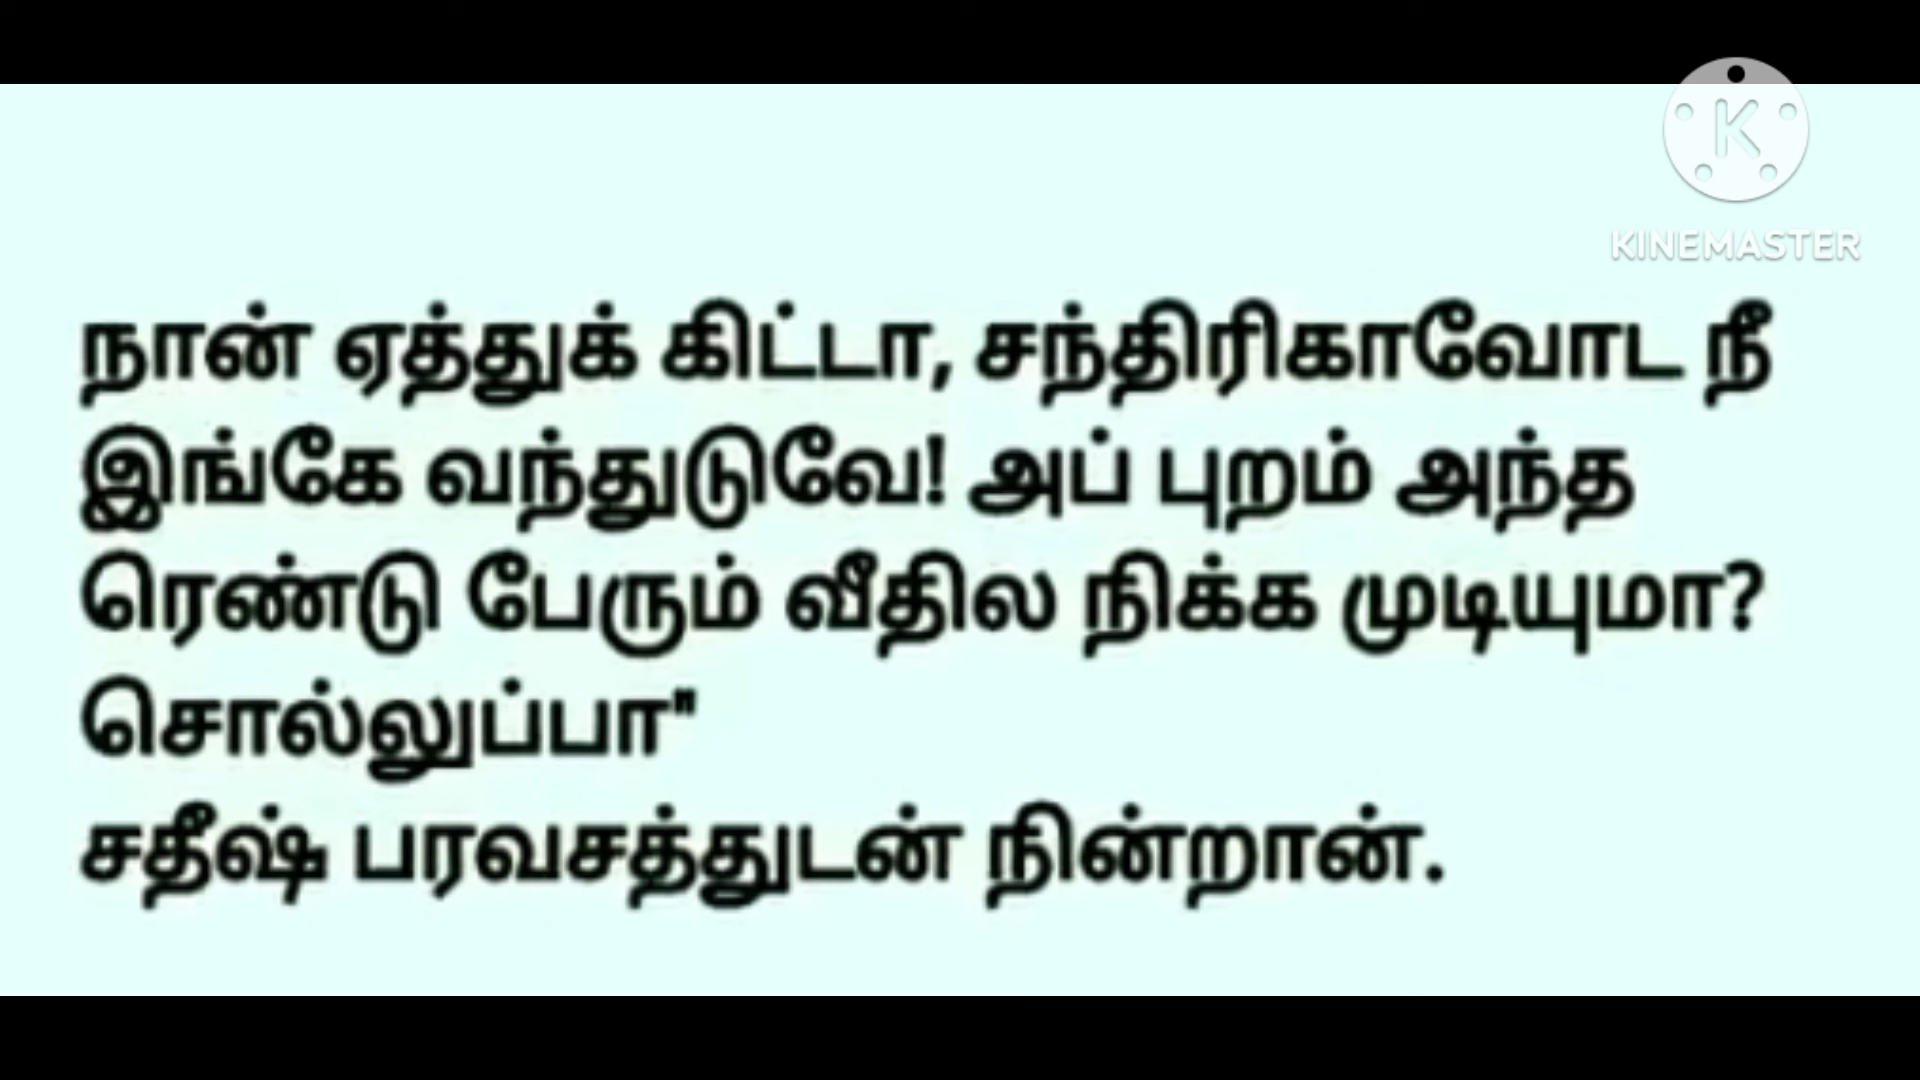 KINEMASTER
நான் ஏத்துக் கிட்டா, சந்திரிகாவோட நீ
இங்கே வந்துடுவே! அப் புறம் அந்த
ரெண்டு பேரும் வீதில நிக்க முடியுமா?
சொல்லுப்பா"
சதீஷ் பரவசத்துடன் நின்றான்.